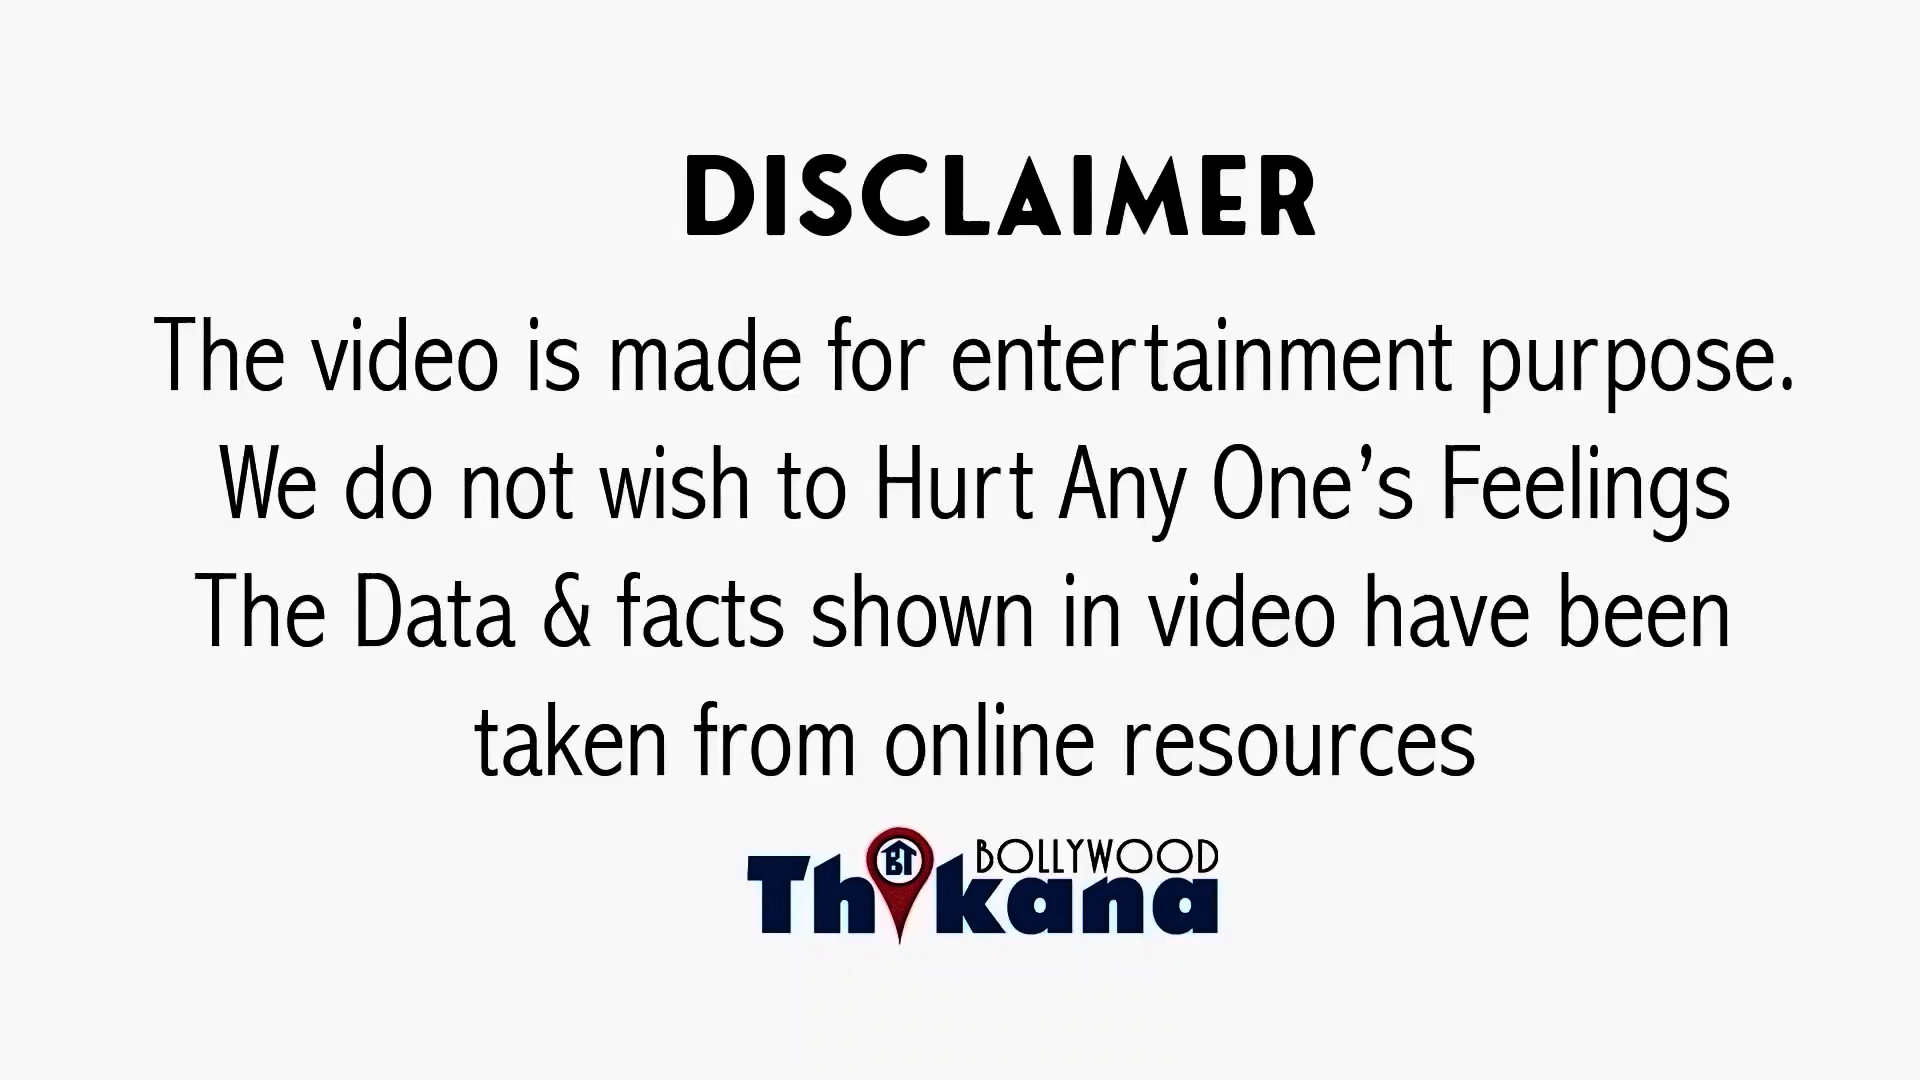 DISCLAIMER
The video is made for entertainment purpose.
We do not wish to Hurt Any One’s Feelings
The Data & facts shown in video have been
taken from online resources
BT
BOLLYWOOD
Thikana